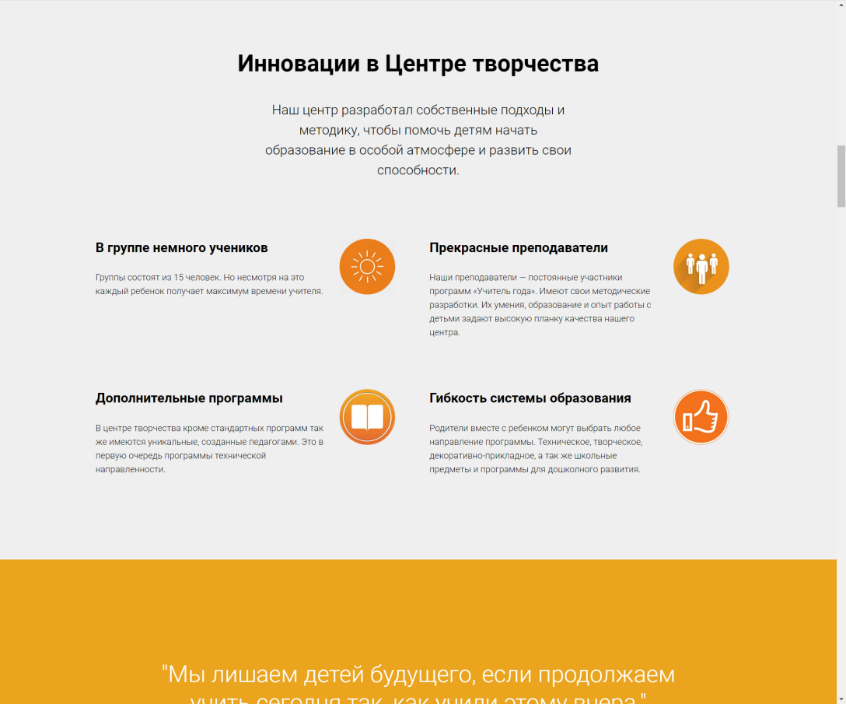 Инновации в Центре творчества
Наш центр разработал собственные подходы и
методику, чтобы помочь детям начать
образование в особой атмосфере и развить свои
способности.
В группе немного учеников
Группы состоят из 15 человек. Но несмотря на это
каждый ребенок получает максимум времени учителя.
Прекрасные преподаватели
Наши преподаватели — постоянные участники
программ «Учитель года». Имеют свои методические
разработки. Их умения, образование и опыт работы с
детьми задают высокую планку качества нашего
центра.
Дополнительные программы
В центре творчества кроме стандартных программ так
же имеются уникальные, созданные педагогами. Это в
первую очередь программы технической
направленности.
Гибкость системы образования
Родители вместе с ребенком могут выбрать любое
направление программы. Техническое, творческое,
декоративно-прикладное, а так же школьные
предметы и программы для дошколного развития.
"Мы лишаем детей будущего, если продолжаем
учить сегодня так, как учили этому вчера."